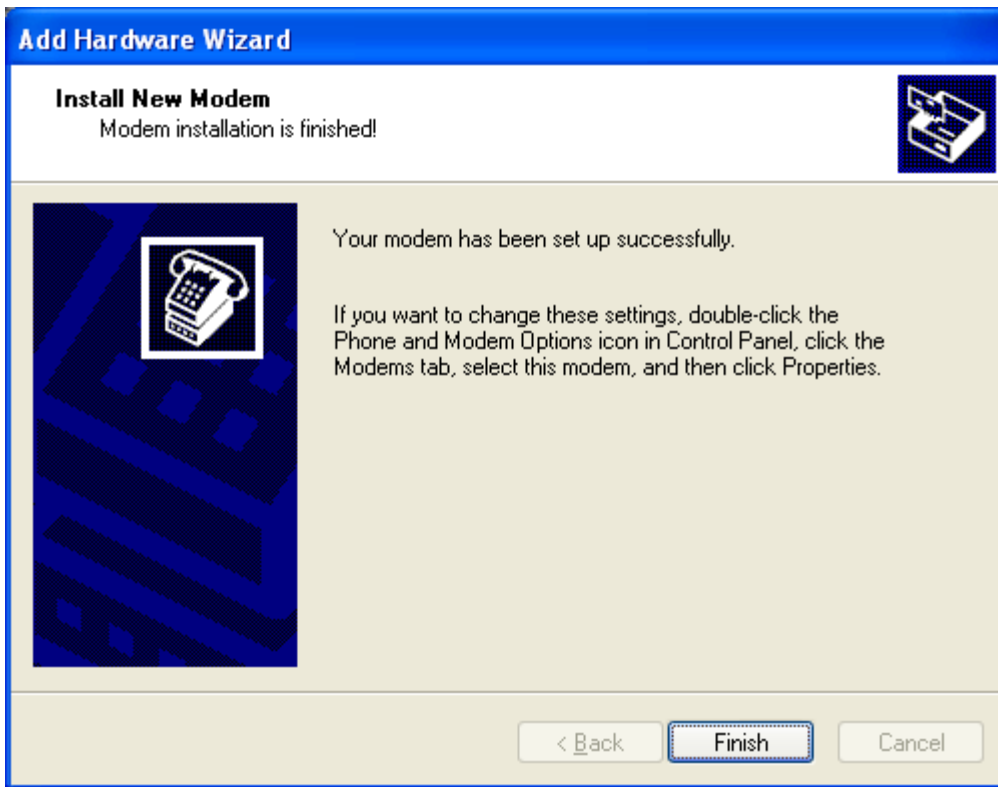 Add Hardware Wizard
Install New Modem
Modem installation is finished!
Your modem has been set up successfully.
If you want to change these settings, double-click the
Phone and Modem Options icon in Control Panel, click the
Modems tab, select this modem, and then click Properties.
< Back Finish Cancel